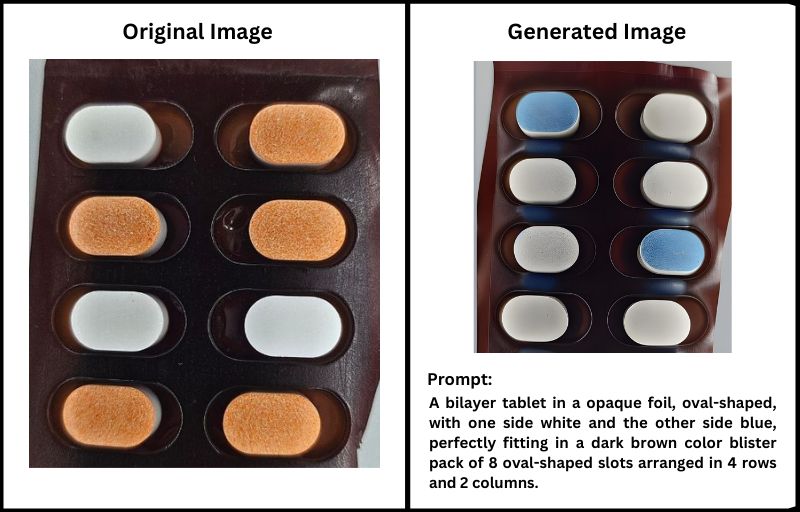 Original Image
Generated Image
Prompt:
A bilayer tablet in a opaque foil, oval-shaped,
with one side white and the other side blue,
perfectly fitting in a dark brown color blister
pack of 8 oval-shaped slots arranged in 4 rows
and 2 columns.